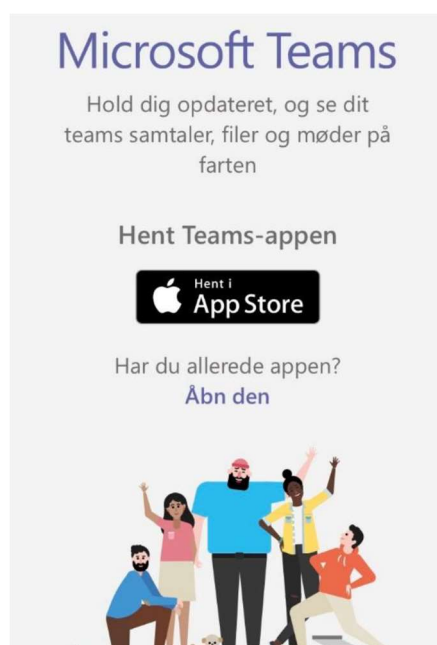 Microsoft Teams
Hold dig opdateret, og se dit
teams samtaler, filer og møder på
farten
Hent Teams-appen
Hent i
App Store
Har du allerede appen?
Åbn den